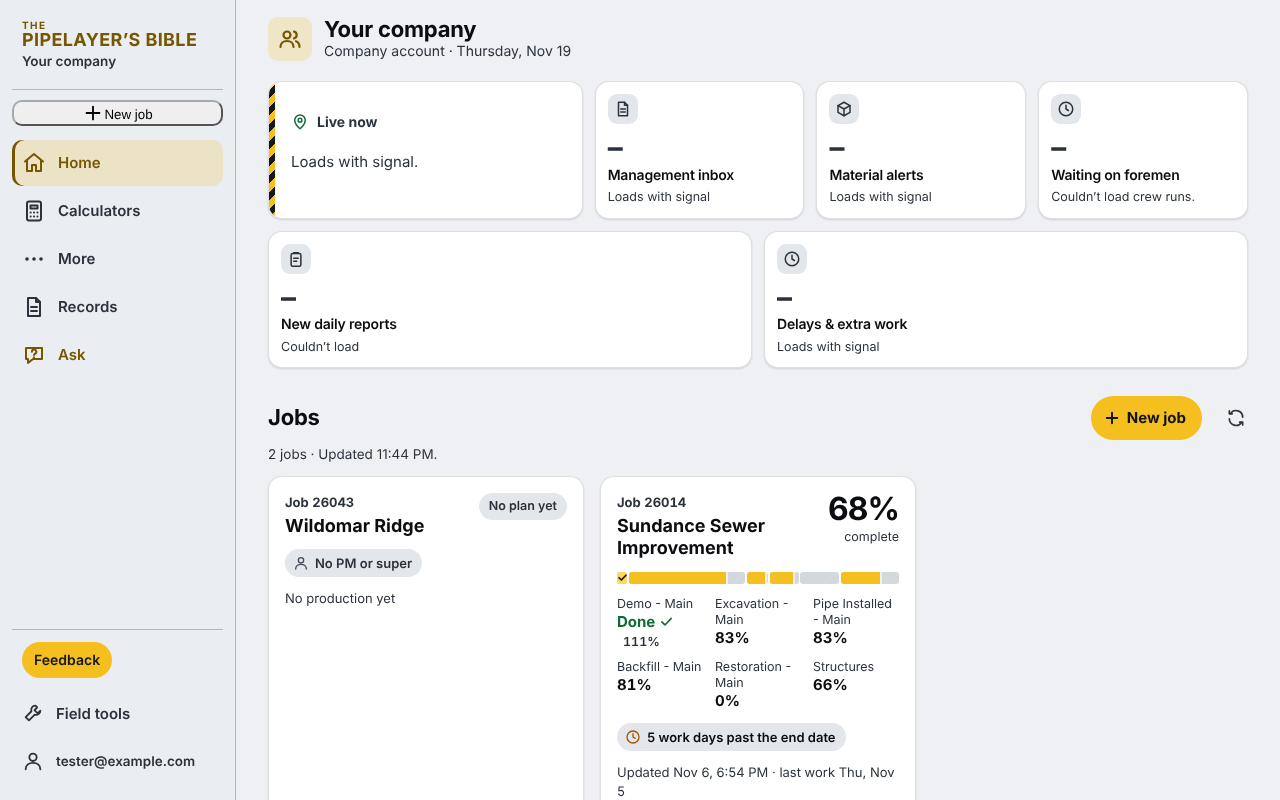 THE
PIPELAYER’S BIBLE
Your company
New job
Home
Calculators
More
Records
Ask
Feedback
Field tools
tester@example.com
Your company
Company account · Thursday, Nov 19
Live now
Loads with signal.
–
Management inbox
Loads with signal
–
Material alerts
Loads with signal
–
Waiting on foremen
Couldn’t load crew runs.
–
New daily reports
Couldn’t load
–
Delays & extra work
Loads with signal
Jobs
New job
2 jobs · Updated 11:44 PM.
Job 26043
No plan yet
Wildomar Ridge
No PM or super
No production yet
Job 26014
68%
complete
Sundance Sewer
Improvement
Demo - Main
Done
111%
Excavation -
Main
83%
Pipe Installed
- Main
83%
Backfill - Main
81%
Restoration -
Main
0%
Structures
66%
5 work days past the end date
Updated Nov 6, 6:54 PM · last work Thu, Nov
5